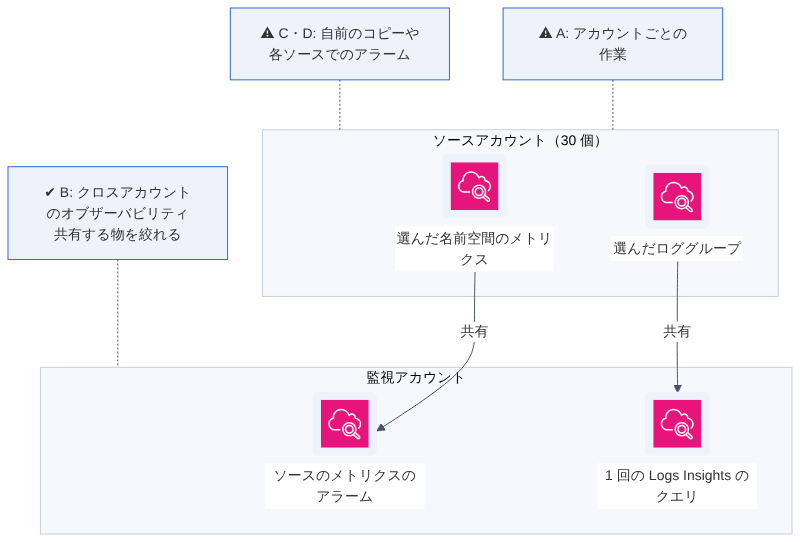 ⚠ C・D: 自前のコピーや
各ソースでのアラーム
⚠ A: アカウントごとの
作業
ソースアカウント（30 個）
✔ B: クロスアカウント
のオブザーバビリティ
共有する物を絞れる
選んだ名前空間のメトリ
クス
選んだロググループ
共有
共有
監視アカウント
ソースのメトリクスの
アラーム
1 回の Logs Insights の
クエリ